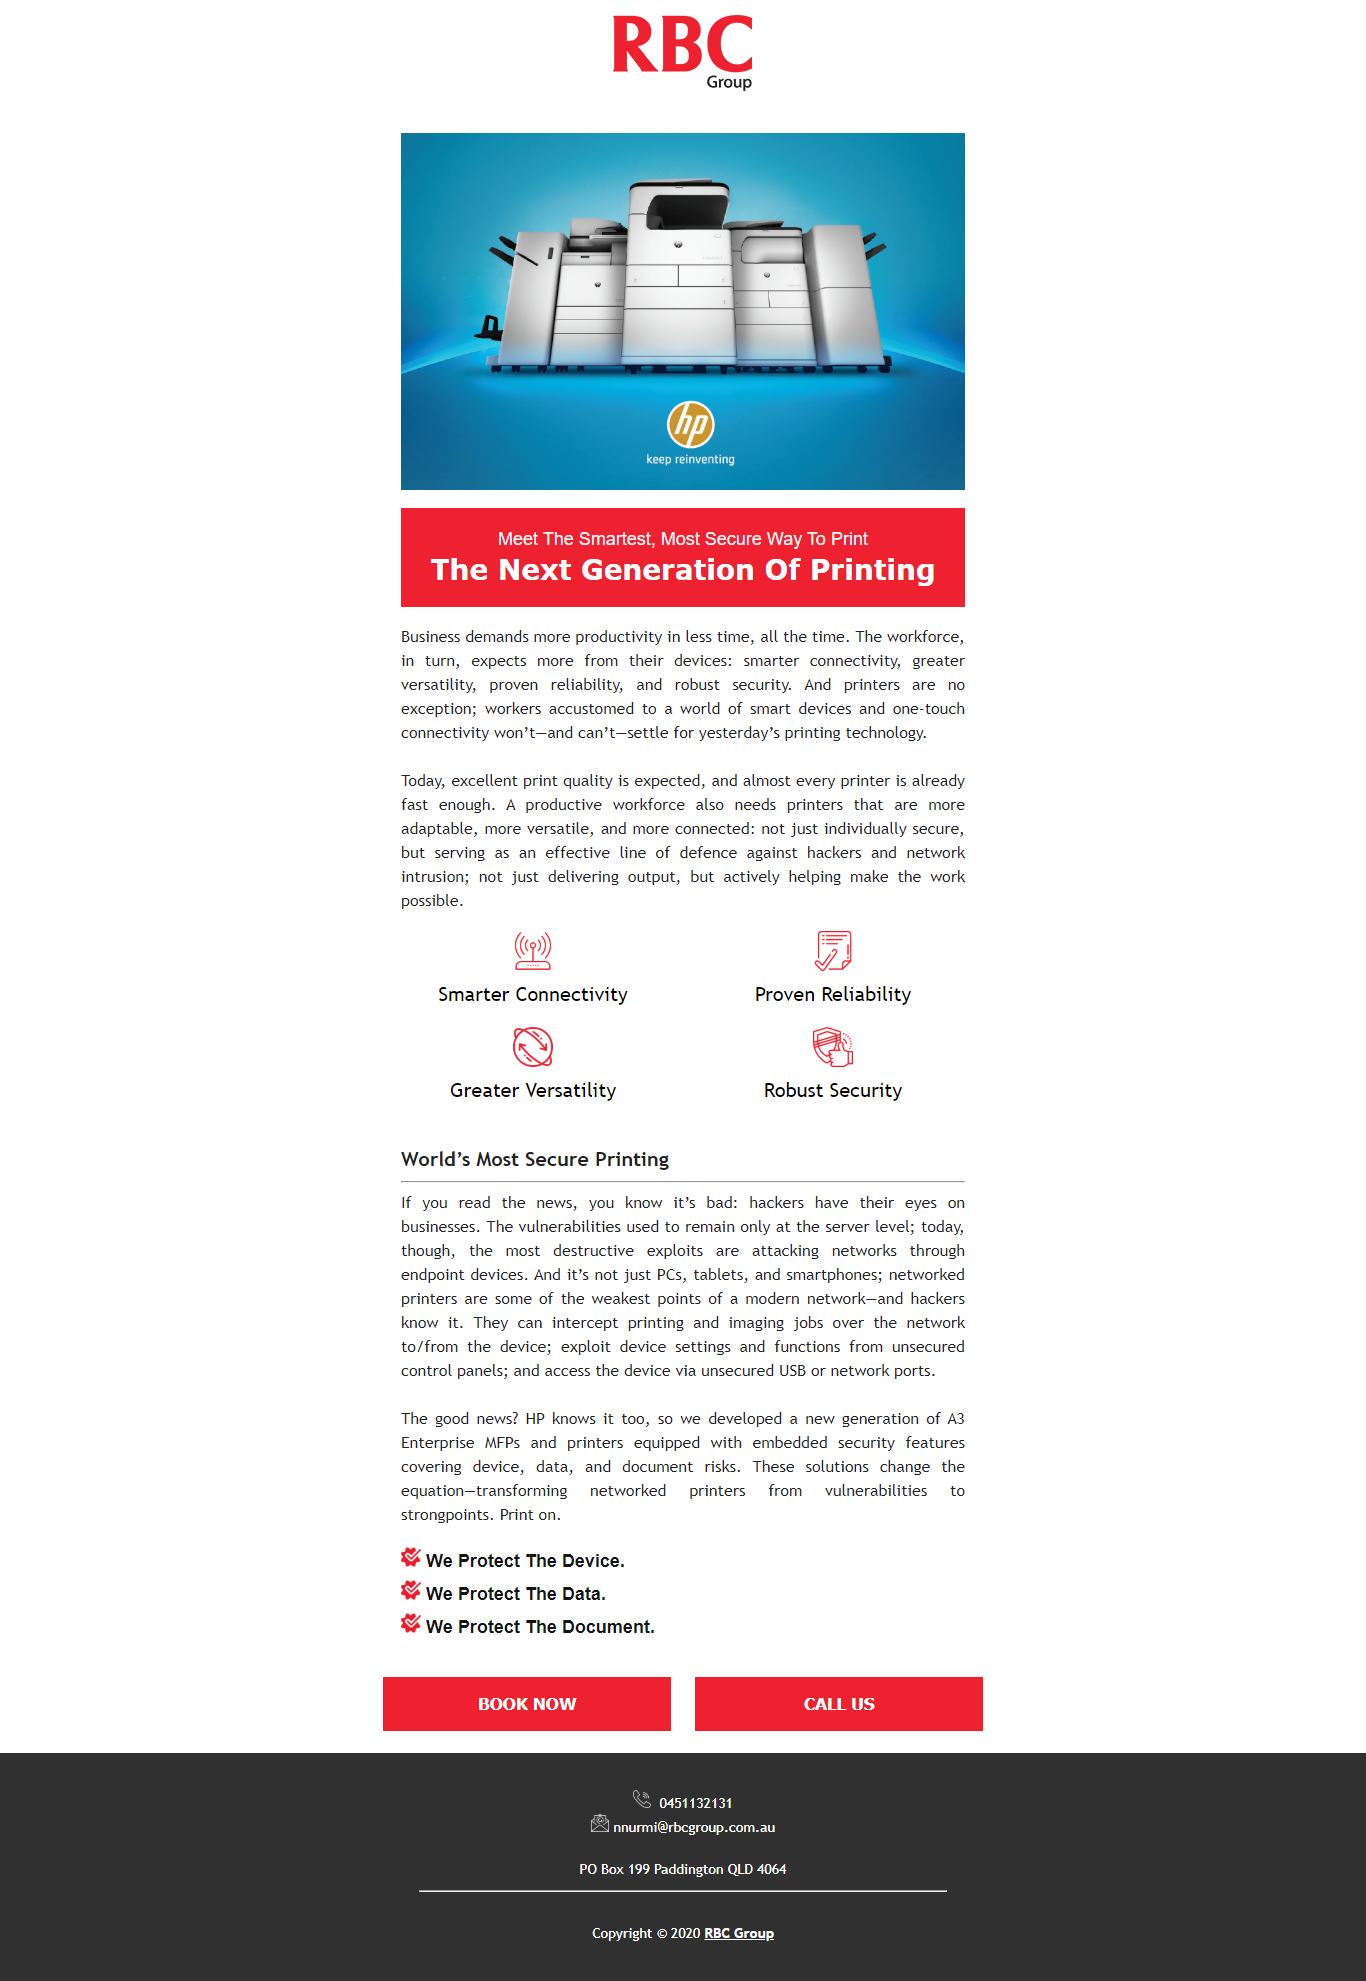 RBC
Group
hp
keep reinventing
Meet The Smartest, Most Secure Way To Print
The Next Generation Of Printing
Business demands more productivity in less time, all the time. The workforce,
in turn, expects more from their devices: smarter connectivity, greater
versatility, proven reliability, and robust security. And printers are no
exception; workers accustomed to a world of smart devices and one-touch
connectivity won’t—and can’t—settle for yesterday’s printing technology.
Today, excellent print quality is expected, and almost every printer is already
fast enough. A productive workforce also needs printers that are more
adaptable, more versatile, and more connected: not just individually secure,
but serving as an effective line of defence against hackers and network
intrusion; not just delivering output, but actively helping make the work
possible.
Smarter Connectivity
Proven Reliability
Greater Versatility
Robust Security
World’s Most Secure Printing
If you read the news, you know it’s bad: hackers have their eyes on
businesses. The vulnerabilities used to remain only at the server level; today,
though, the most destructive exploits are attacking networks through
endpoint devices. And it’s not just PCs, tablets, and smartphones; networked
printers are some of the weakest points of a modern network—and hackers
know it. They can intercept printing and imaging jobs over the network
to/from the device; exploit device settings and functions from unsecured
control panels; and access the device via unsecured USB or network ports.
The good news? HP knows it too, so we developed a new generation of A3
Enterprise MFPs and printers equipped with embedded security features
covering device, data, and document risks. These solutions change the
equation—transforming networked printers from vulnerabilities to
strongpoints. Print on.
We Protect The Device.
We Protect The Data.
We Protect The Document.
BOOK NOW
CALL US
0451132131
nnurmi@rbcgroup.com.au
PO Box 199 Paddington QLD 4064
Copyright © 2020 RBC Group